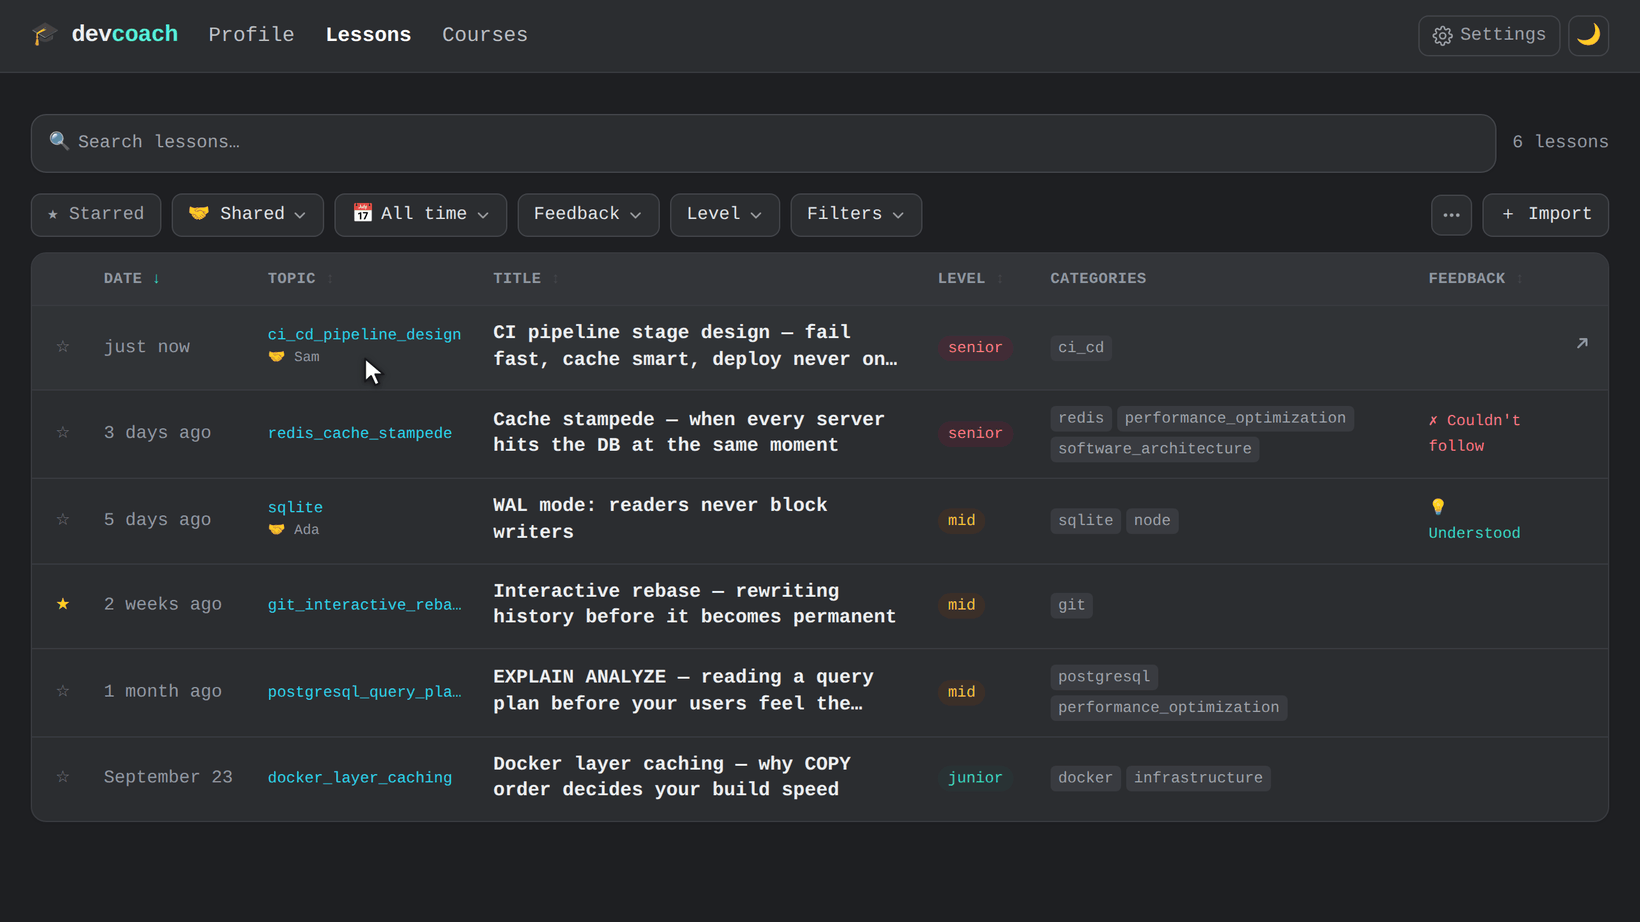 devcoach Profile Lessons Courses Settings
Search lessons… 6 lessons
★ Starred Shared All time Feedback Level Filters ••• + Import
DATE ↓ TOPIC TITLE LEVEL CATEGORIES FEEDBACK
just now
ci_cd_pipeline_design
Sam
CI pipeline stage design — fail
fast, cache smart, deploy never on…
senior
ci_cd
3 days ago
redis_cache_stampede
Cache stampede — when every server
hits the DB at the same moment
senior
redis performance_optimization
software_architecture
✗ Couldn't
follow
5 days ago
sqlite
Ada
WAL mode: readers never block
writers
mid
sqlite node
Understood
2 weeks ago
git_interactive_reba…
Interactive rebase — rewriting
history before it becomes permanent
mid
git
1 month ago
postgresql_query_pla…
EXPLAIN ANALYZE — reading a query
plan before your users feel the…
mid
postgresql
performance_optimization
September 23
docker_layer_caching
Docker layer caching — why COPY
order decides your build speed
junior
docker infrastructure